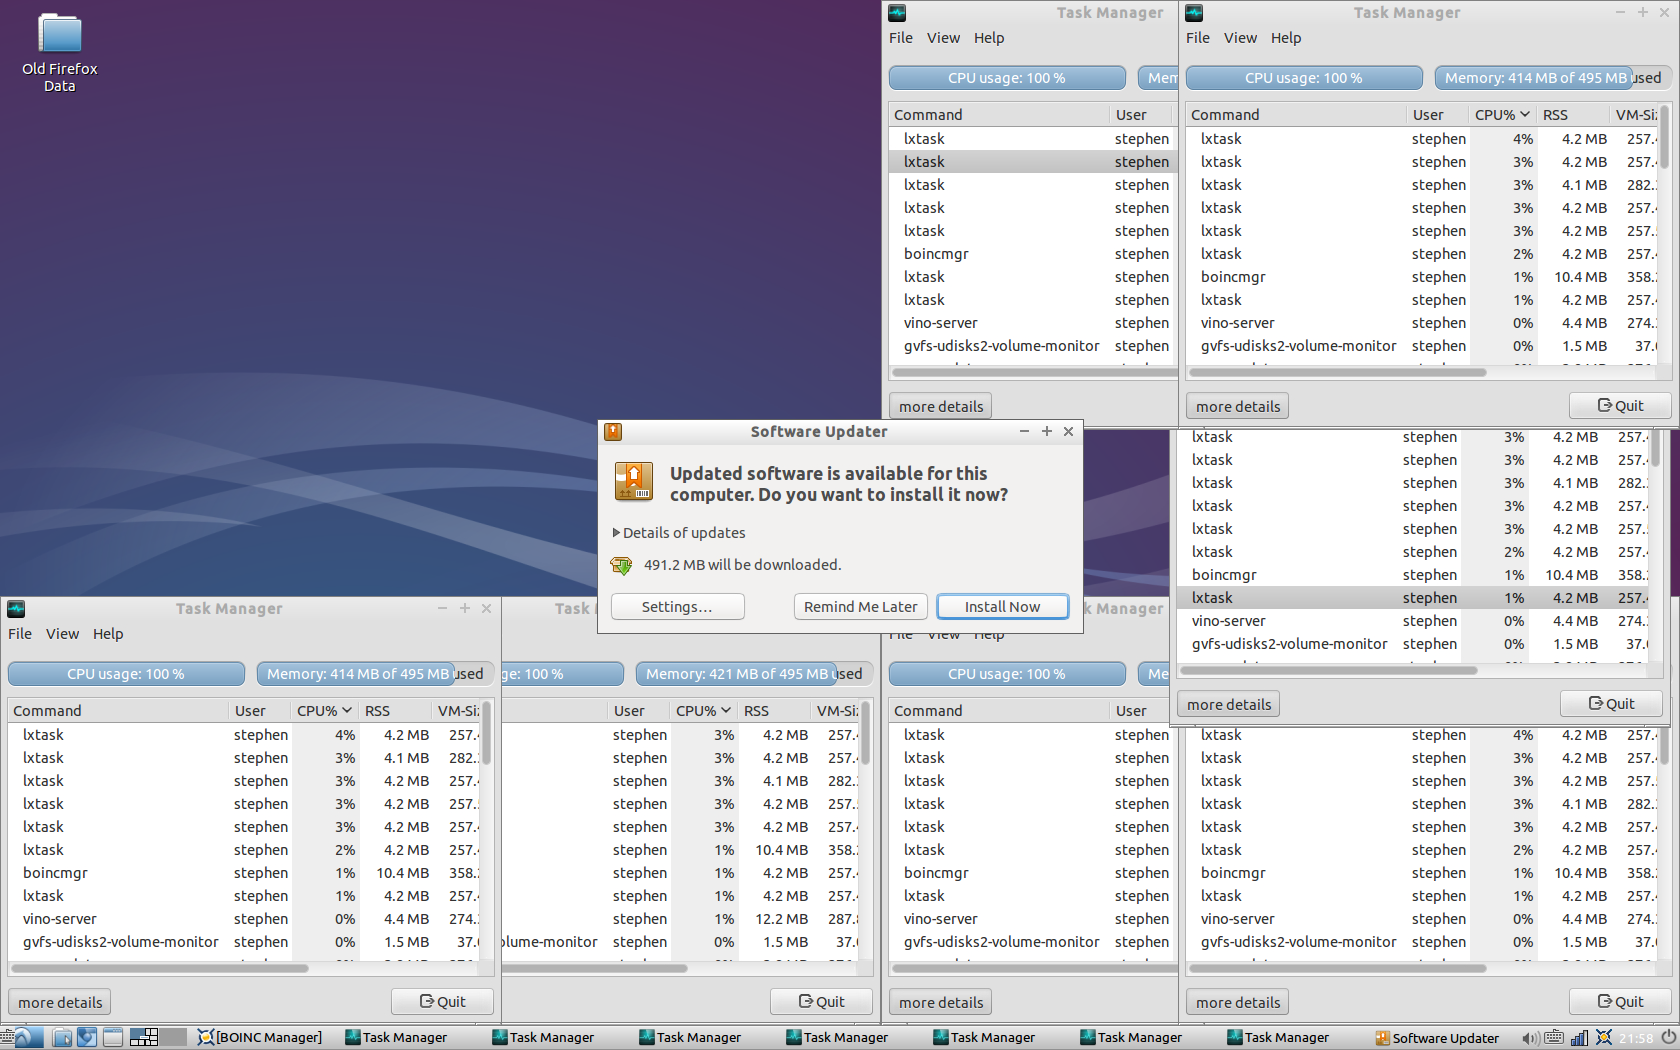 Old Firefox
Data
Task Manager
File View Help
CPU usage: 100 %
Mem
Command User
lxtask stephen
lxtask stephen
lxtask stephen
lxtask stephen
lxtask stephen
boincmgr stephen
lxtask stephen
lxtask stephen
vino-server stephen
gvfs-udisks2-volume-monitor stephen
more details
Task Manager
File View Help
CPU usage: 100 %
Memory: 414 MB of 495 MB used
Command User CPU% RSS VM-Siz
lxtask stephen 4% 4.2 MB 257.4
lxtask stephen 3% 4.2 MB 257.4
lxtask stephen 3% 4.1 MB 282.
lxtask stephen 3% 4.2 MB 257.4
lxtask stephen 3% 4.2 MB 257.
lxtask stephen 2% 4.2 MB 257.4
boincmgr stephen 1% 10.4 MB 358.
lxtask stephen 1% 4.2 MB 257.4
vino-server stephen 0% 4.4 MB 274.
gvfs-udisks2-volume-monitor stephen 0% 1.5 MB 37.
more details
Quit
Software Updater
Updated software is available for this
computer. Do you want to install it now?
Details of updates
491.2 MB will be downloaded.
Settings...
Remind Me Later
Install Now
lxtask stephen 3% 4.2 MB 257.
lxtask stephen 3% 4.2 MB 257.
lxtask stephen 3% 4.1 MB 282.
lxtask stephen 3% 4.2 MB 257.
lxtask stephen 3% 4.2 MB 257.
lxtask stephen 2% 4.2 MB 257.
boincmgr stephen 1% 10.4 MB 358.
lxtask stephen 1% 4.2 MB 257.
vino-server stephen 0% 4.4 MB 274.
gvfs-udisks2-volume-monitor stephen 0% 1.5 MB 37.
more details
Quit
Task Manager
File View Help
CPU usage: 100 %
Memory: 414 MB of 495 MB used
Command User CPU% RSS VM-Siz
lxtask stephen 4% 4.2 MB 257.
lxtask stephen 3% 4.1 MB 282.
lxtask stephen 3% 4.2 MB 257.
lxtask stephen 3% 4.2 MB 257.
lxtask stephen 3% 4.2 MB 257.
lxtask stephen 2% 4.2 MB 257.
boincmgr stephen 1% 10.4 MB 358.
lxtask stephen 1% 4.2 MB 257.
vino-server stephen 0% 4.4 MB 274.
gvfs-udisks2-volume-monitor stephen 0% 1.5 MB 37.
more details
Quit
Task
ge: 100 %
Memory: 421 MB of 495 MB used
User CPU% RSS VM-Siz
stephen 3% 4.2 MB 257.
stephen 3% 4.2 MB 257.
stephen 3% 4.1 MB 282.
stephen 3% 4.2 MB 257.
stephen 3% 4.2 MB 257.
stephen 1% 10.4 MB 358.
stephen 1% 4.2 MB 257.
stephen 1% 4.2 MB 257.
stephen 1% 12.2 MB 287.
olume-monitor stephen 0% 1.5 MB 37.
Quit
k Manager
File View Help
CPU usage: 100 %
Me
Command User
lxtask stephen
lxtask stephen
lxtask stephen
lxtask stephen
lxtask stephen
lxtask stephen
boincmgr stephen
lxtask stephen
vino-server stephen
gvfs-udisks2-volume-monitor stephen
more details
lxtask stephen 4% 4.2 MB 257.
lxtask stephen 3% 4.2 MB 257.
lxtask stephen 3% 4.2 MB 257.
lxtask stephen 3% 4.1 MB 282.
lxtask stephen 3% 4.2 MB 257.
lxtask stephen 2% 4.2 MB 257.
boincmgr stephen 1% 10.4 MB 358.
lxtask stephen 1% 4.2 MB 257.
vino-server stephen 0% 4.4 MB 274.
gvfs-udisks2-volume-monitor stephen 0% 1.5 MB 37.
more details
Quit
[BOINC Manager] Task Manager Task Manager Task Manager Task Manager Task Manager Task Manager Task Manager Software Updater 21:58